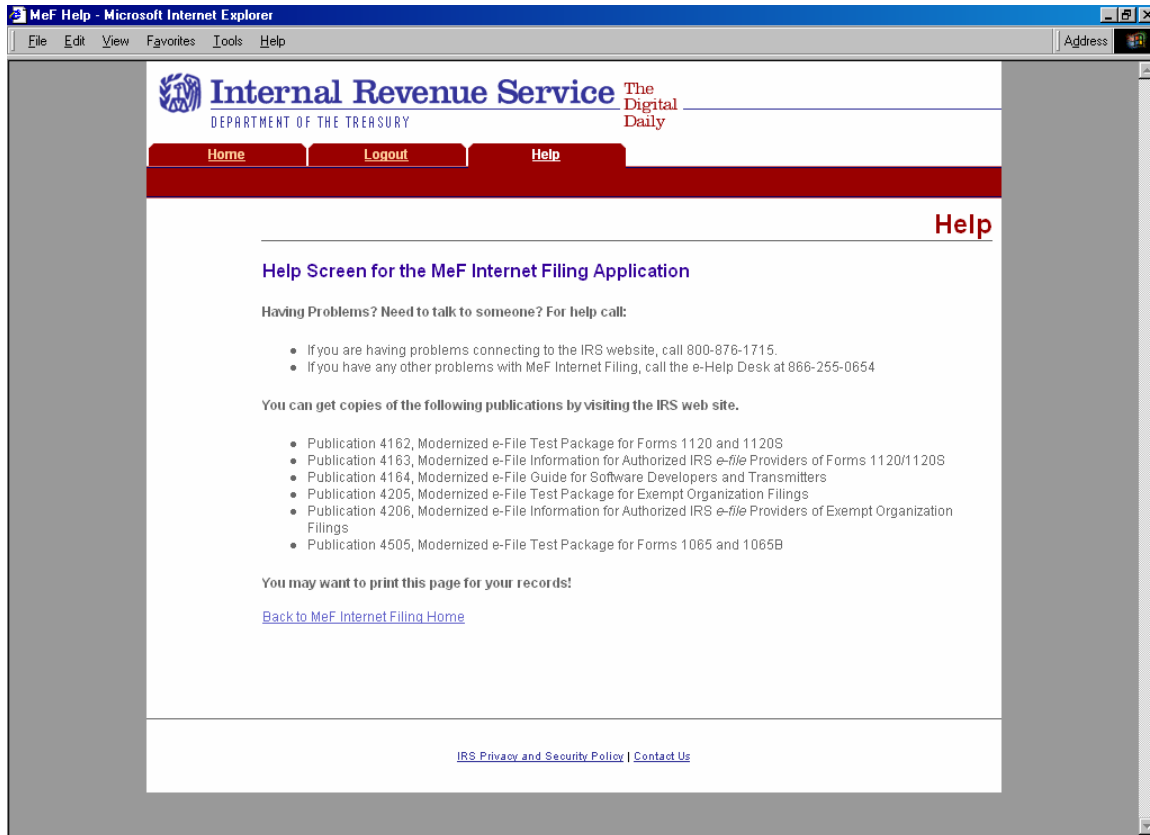 MeF Help - Microsoft Internet Explorer
File Edit View Favorites Tools Help Address
Internal Revenue Service
DEPARTMENT OF THE TREASURY
The
Digital
Daily
Home Logout Help
Help
Help Screen for the MeF Internet Filing Application
Having Problems? Need to talk to someone? For help call:
If you are having problems connecting to the IRS website, call 800-876-1715.
If you have any other problems with MeF Internet Filing, call the e-Help Desk at 866-255-0654
You can get copies of the following publications by visiting the IRS web site.
Publication 4162, Modernized e-File Test Package for Forms 1120 and 1120S
Publication 4163, Modernized e-File Information for Authorized IRS e-file Providers of Forms 1120/1120S
Publication 4164, Modernized e-File Guide for Software Developers and Transmitters
Publication 4205, Modernized e-File Test Package for Exempt Organization Filings
Publication 4206, Modernized e-File Information for Authorized IRS e-file Providers of Exempt Organization
Filings
Publication 4505, Modernized e-File Test Package for Forms 1065 and 1065B
You may want to print this page for your records!
Back to MeF Internet Filing Home
IRS Privacy and Security Policy | Contact Us